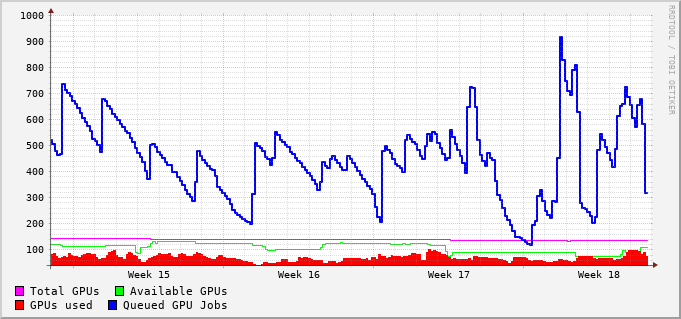 1000
900
800
700
600
500
400
300
200
100
Week 15 Week 16 Week 17 Week 18
Total GPUs Available GPUs
GPUs used Queued GPU Jobs
RRDTOOL / TOBI OETIKER